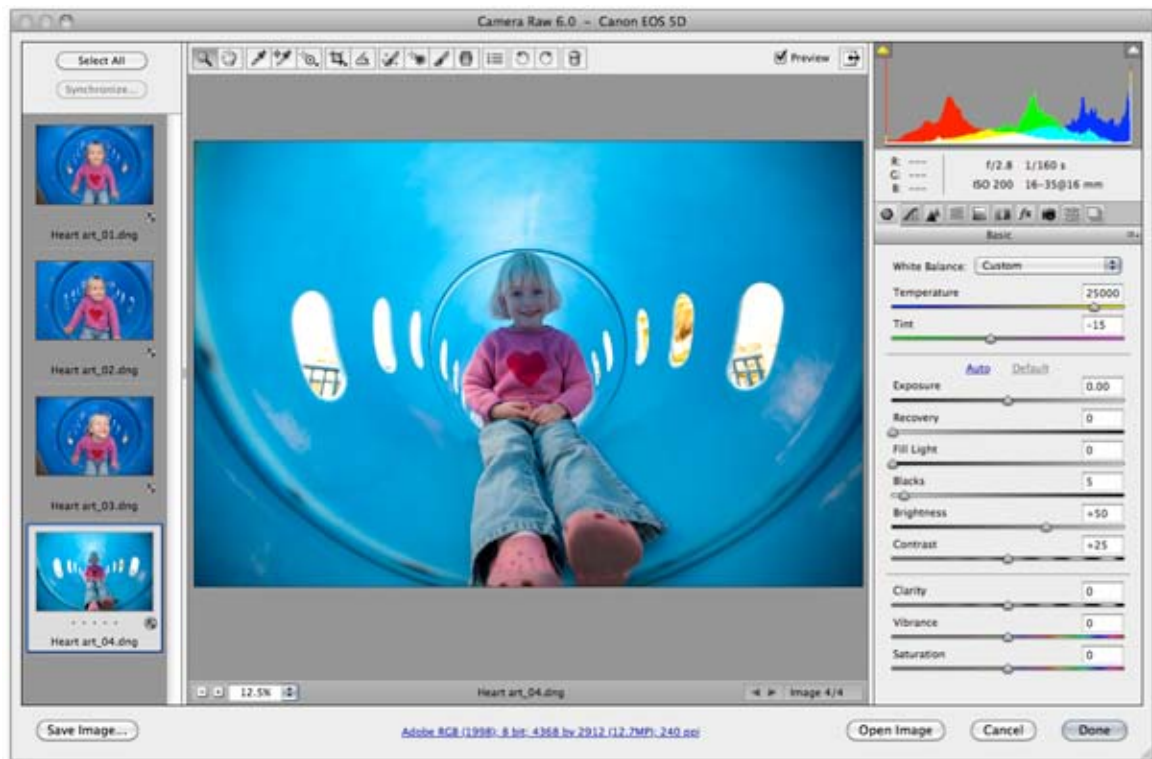 Camera Raw 6.0 – Canon EOS 5D
Select All
Synchronize...
Heart art_01.dng
Heart art_02.dng
Heart art_03.dng
Heart art_04.dng
Preview
12.5%
Heart art_04.dng
Image 4/4
R: ---
G: ---
B: ---
f/2.8 1/160 s
ISO 200 16-35@16 mm
fx
Basic
White Balance: Custom
Temperature 25000
Tint -15
Auto Default
Exposure 0.00
Recovery 0
Fill Light 0
Blacks 5
Brightness +50
Contrast +25
Clarity 0
Vibrance 0
Saturation 0
Save Image...
Adobe RGB (1998); 8 bit; 4368 by 2912 (12.7MP); 240 ppi
Open Image
Cancel
Done